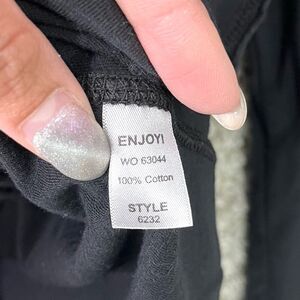 ENJOYI
WO 63044
100% Cotton
STYLE
6232